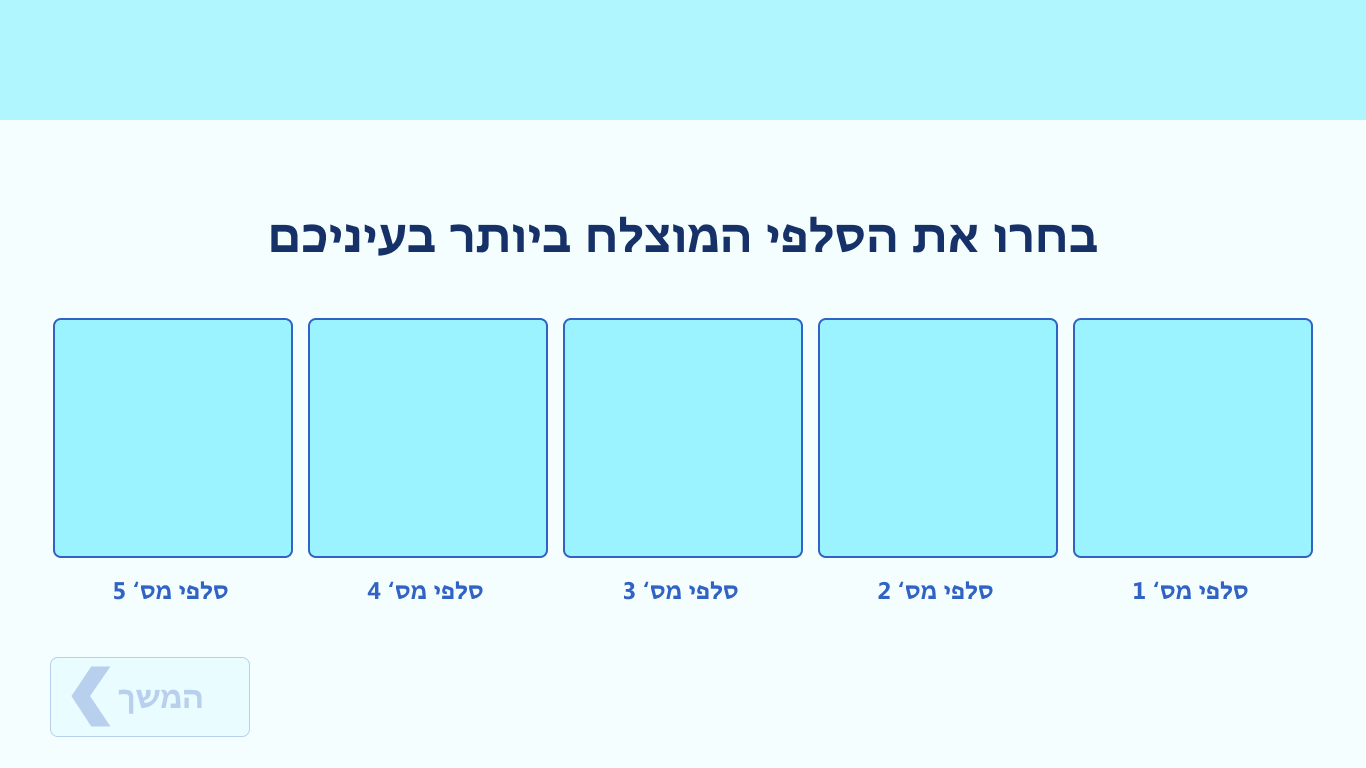 בחרו את הסלפי המוצלח ביותר בעיניכם
סלפי מס׳ 1
סלפי מס׳ 2
סלפי מס׳ 3
סלפי מס׳ 4
סלפי מס׳ 5
המשך